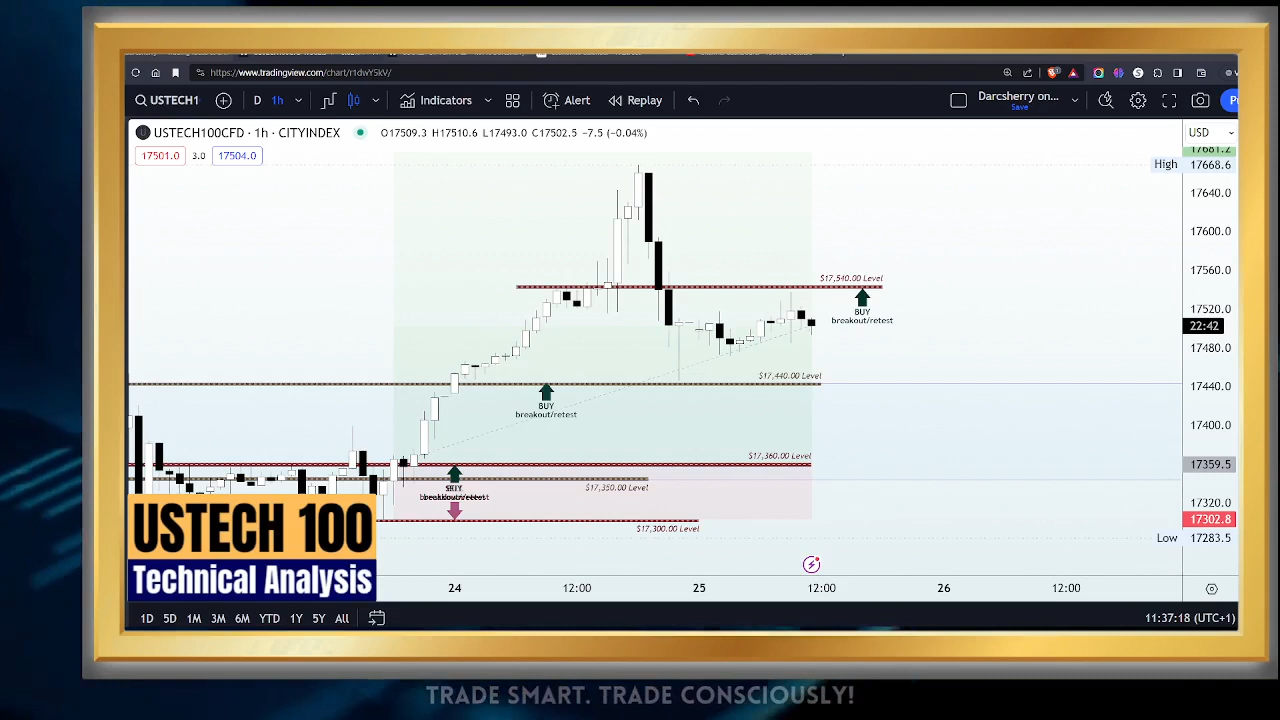 https://www.tradingview.com/chart/r1dwY5kV/
USTECH1
D 1h
Indicators
Alert
Replay
Darcsherry on...
Save
USTECH100CFD · 1h · CITYINDEX
O17509.3 H17510.6 L17493.0 C17502.5 −7.5 (−0.04%)
USD
17501.0 3.0 17504.0
17681.2
High 17668.6
17640.0
17600.0
17560.0
$17,540.00 Level
17520.0
BUY
breakout/retest
22:42
17480.0
$17,440.00 Level
17440.0
BUY
breakout/retest
17400.0
$17,360.00 Level
17359.5
$17,350.00 Level
17320.0
17302.8
$17,300.00 Level
Low 17283.5
USTECH 100
Technical Analysis
24 12:00 25 12:00 26 12:00
1D 5D 1M 3M 6M YTD 1Y 5Y All
11:37:18 (UTC+1)
TRADE SMART. TRADE CONSCIOUSLY!